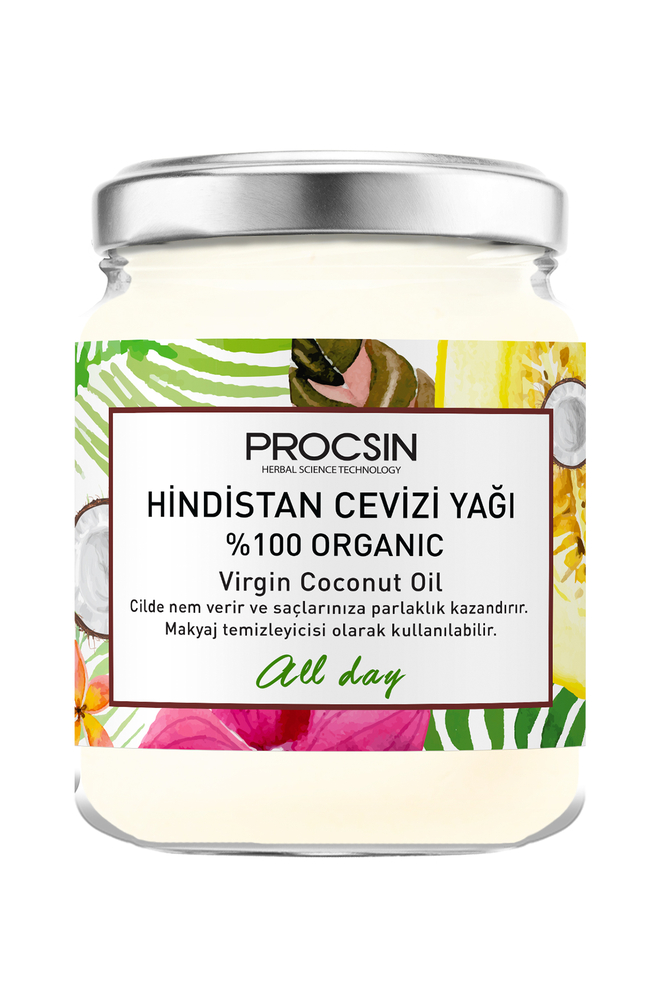 PROCSIN
HERBAL SCIENCE TECHNOLOGY
HİNDİSTAN CEVİZİ YAĞI
%100 ORGANIC
Virgin Coconut Oil
Cilde nem verir ve saçlarınıza parlaklık kazandırır.
Makyaj temizleyicisi olarak kullanılabilir.
All day